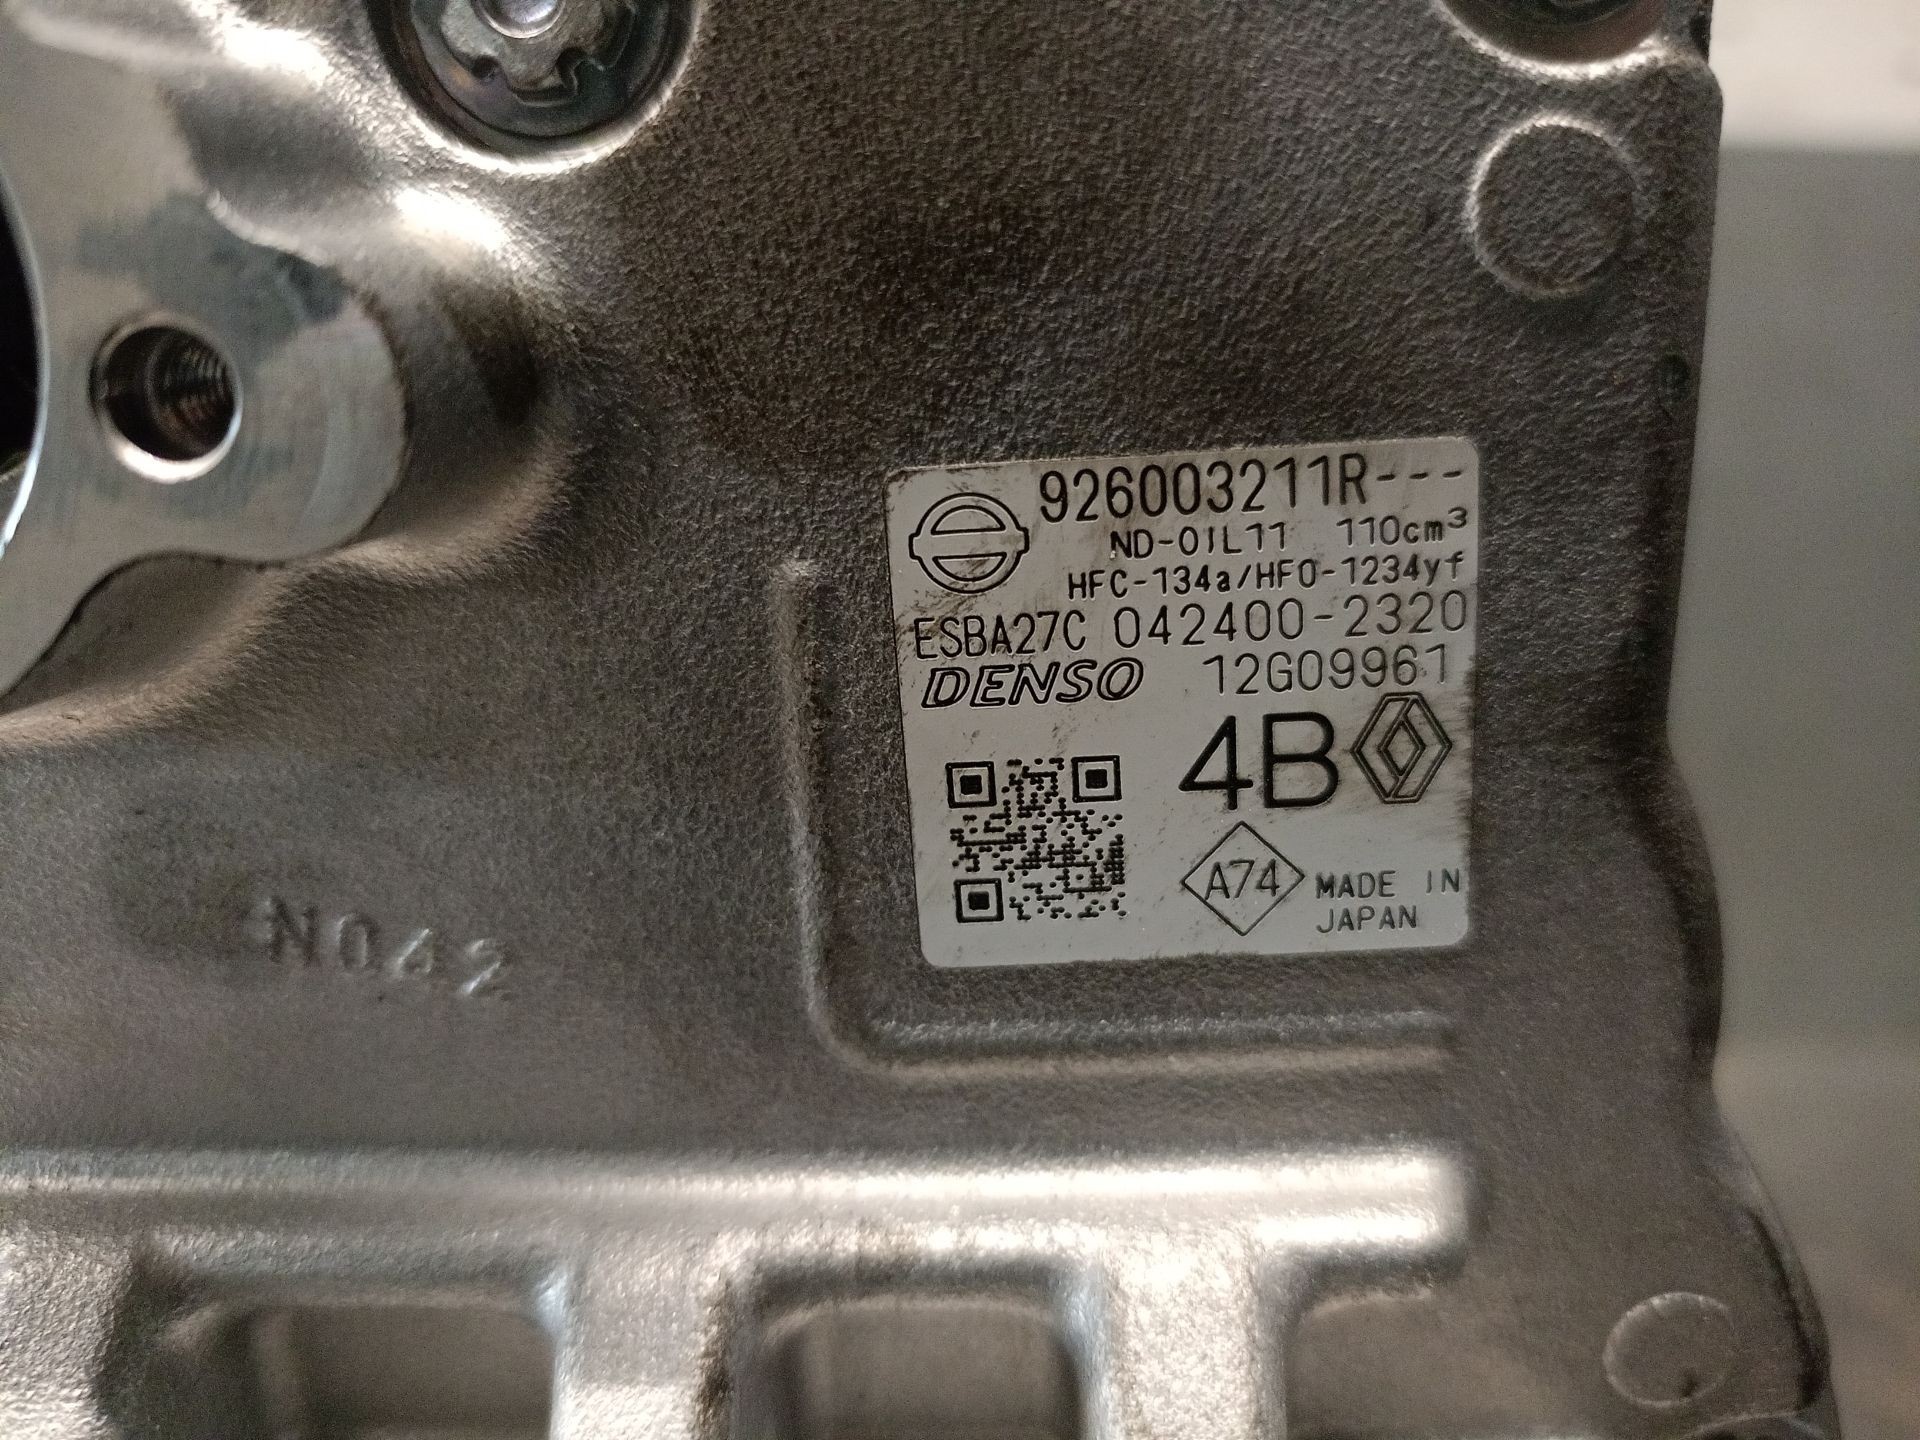 926003211R---
ND-OIL11 110cm³
HFC-134a/HFO-1234yf
ESBA27C 042400-2320
DENSO 12G09961
4B
A74 MADE IN
JAPAN
N042